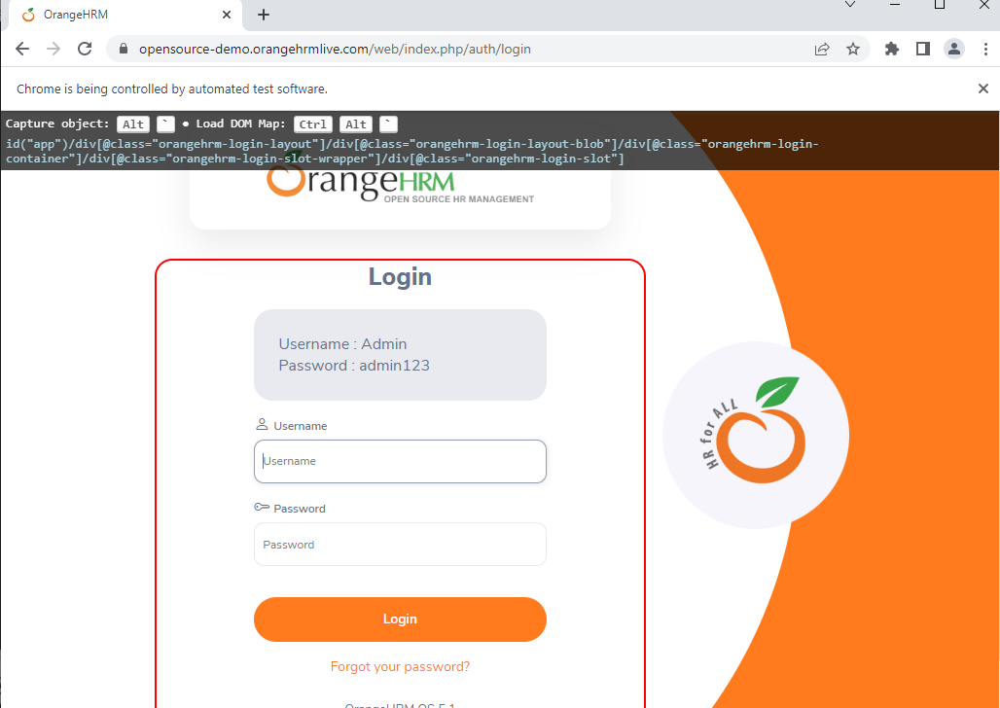 OrangeHRM
opensource-demo.orangehrmlive.com/web/index.php/auth/login
Chrome is being controlled by automated test software.
Capture object: Alt ` ● Load DOM Map: Ctrl Alt `
id("app")/div[@class="orangehrm-login-layout"]/div[@class="orangehrm-login-layout-blob"]/div[@class="orangehrm-login-
container"]/div[@class="orangehrm-login-slot-wrapper"]/div[@class="orangehrm-login-slot"]
OrangeHRM
OPEN SOURCE HR MANAGEMENT
Login
Username : Admin
Password : admin123
Username
Username
Password
Password
HR for ALL
Login
Forgot your password?
OrangeHRM OS 5.1